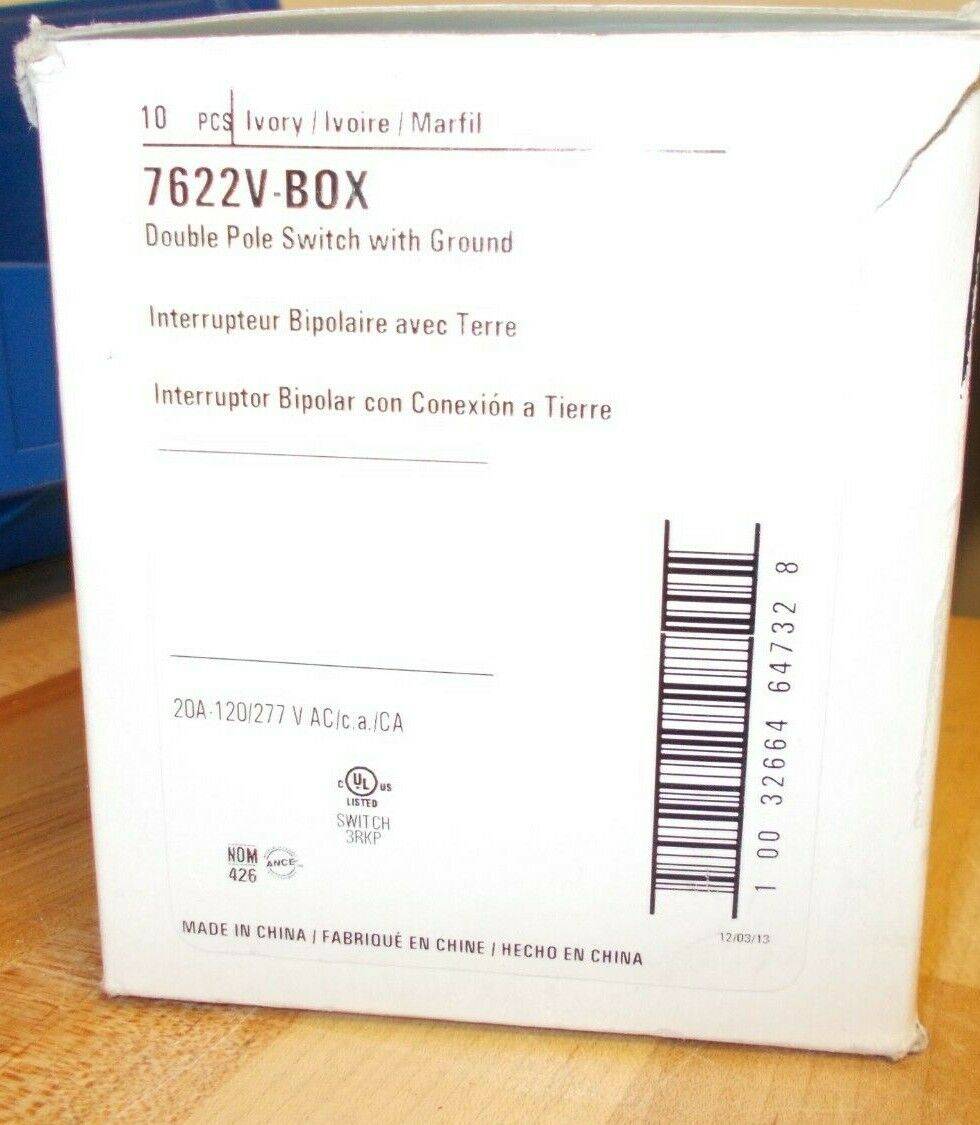 10 PCS Ivory / Ivoire / Marfil
7622V-BOX
Double Pole Switch with Ground
Interrupteur Bipolaire avec Terre
Interruptor Bipolar con Conexión a Tierre
20A-120/277 V AC/c.a./CA
C UL US
LISTED
SWITCH
3RKP
NOM ANCE
426
MADE IN CHINA / FABRIQUÉ EN CHINE / HECHO EN CHINA
1 00 32664 64732 8
12/03/13